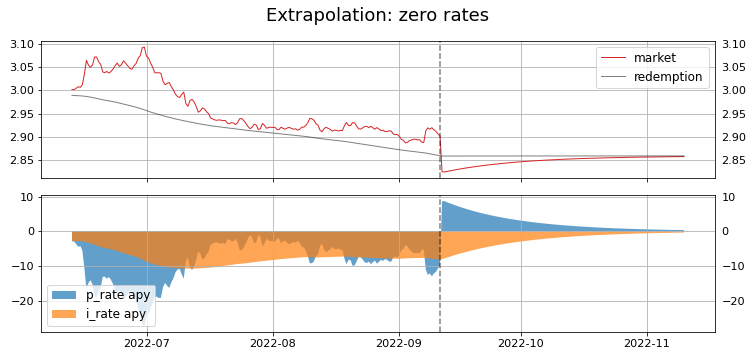 Extrapolation: zero rates
3.10 3.10
3.05 3.05
3.00 3.00
2.95 2.95
2.90 2.90
2.85 2.85
market
redemption
10 10
0 0
−10 −10
−20 −20
p_rate apy
i_rate apy
2022-07 2022-08 2022-09 2022-10 2022-11